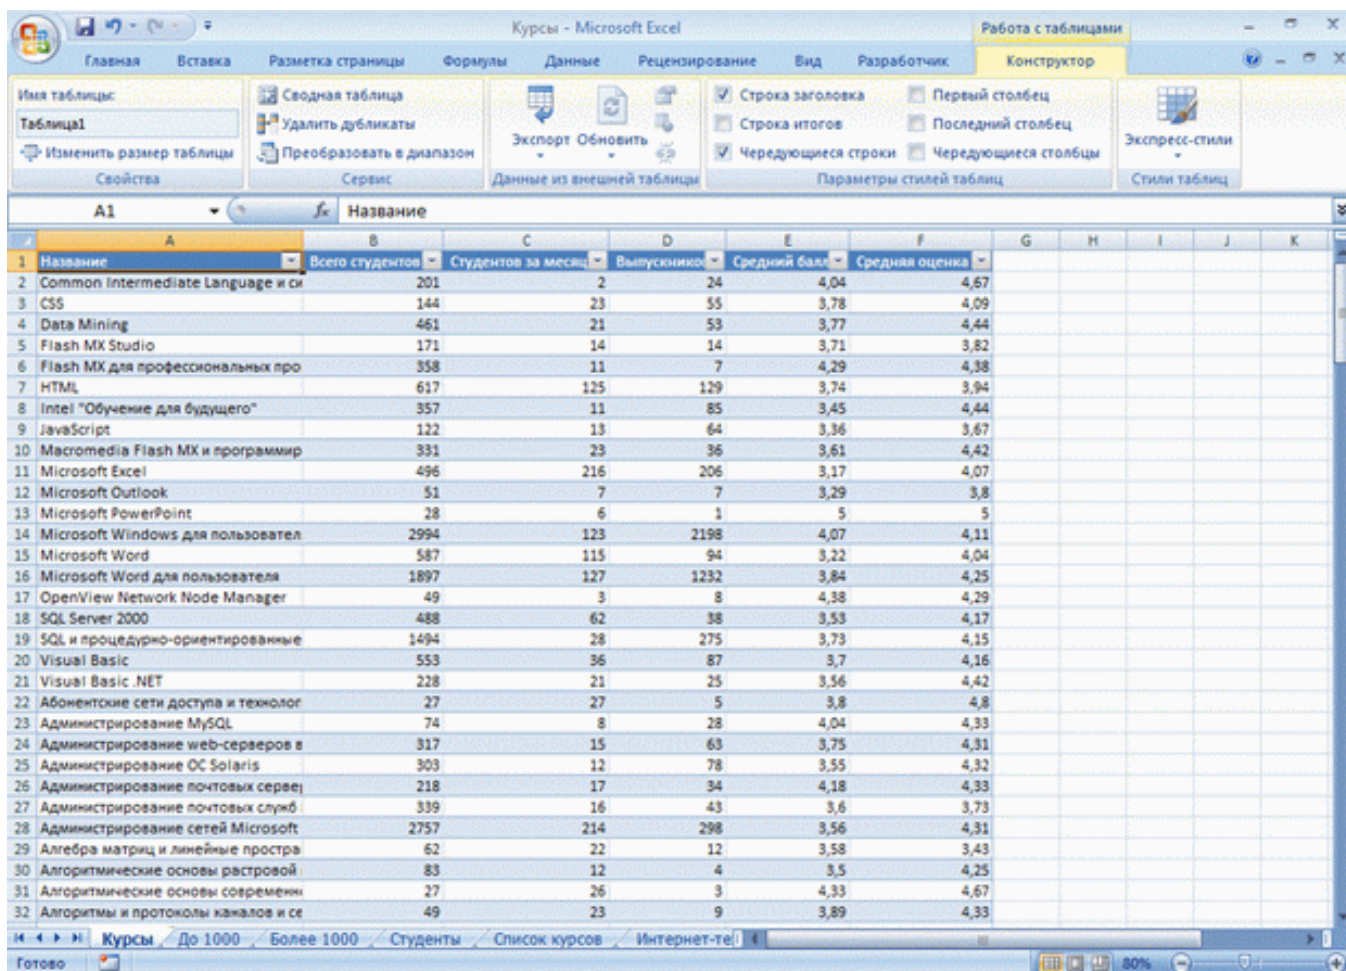 Курсы - Microsoft Excel
Работа с таблицами
Главная Вставка Разметка страницы Формулы Данные Рецензирование Вид Разработчик Конструктор
Имя таблицы: Сводная таблица Строка заголовка Первый столбец
Таблица1 Удалить дубликаты Экспорт Обновить Строка итогов Последний столбец Экспресс-стили
Изменить размер таблицы Преобразовать в диапазон Чередующиеся строки Чередующиеся столбцы
Свойства Сервис Данные из внешней таблицы Параметры стилей таблиц Стили таблиц
A1 fx Название
A B C D E F G H I J K
1 Название Всего студентов Студентов за месяц Выпускнико Средний балл Средняя оценка
2 Common Intermediate Language и си 201 2 24 4,04 4,67
3 CSS 144 23 55 3,78 4,09
4 Data Mining 461 21 53 3,77 4,44
5 Flash MX Studio 171 14 14 3,71 3,82
6 Flash MX для профессиональных про 358 11 7 4,29 4,38
7 HTML 617 125 129 3,74 3,94
8 Intel "Обучение для будущего" 357 11 85 3,45 4,44
9 JavaScript 122 13 64 3,36 3,67
10 Macromedia Flash MX и программир 331 23 36 3,61 4,42
11 Microsoft Excel 496 216 206 3,17 4,07
12 Microsoft Outlook 51 7 7 3,29 3,8
13 Microsoft PowerPoint 28 6 1 5 5
14 Microsoft Windows для пользовател 2994 123 2198 4,07 4,11
15 Microsoft Word 587 115 94 3,22 4,04
16 Microsoft Word для пользователя 1897 127 1232 3,84 4,25
17 OpenView Network Node Manager 49 3 8 4,38 4,29
18 SQL Server 2000 488 62 38 3,53 4,17
19 SQL и процедурно-ориентированные 1494 28 275 3,73 4,15
20 Visual Basic 553 36 87 3,7 4,16
21 Visual Basic .NET 228 21 25 3,56 4,42
22 Абонентские сети доступа и технолог 27 27 5 3,8 4,8
23 Администрирование MySQL 74 8 28 4,04 4,33
24 Администрирование web-серверов в 317 15 63 3,75 4,31
25 Администрирование ОС Solaris 303 12 78 3,55 4,32
26 Администрирование почтовых серве 218 17 34 4,18 4,33
27 Администрирование почтовых служб 339 16 43 3,6 3,73
28 Администрирование сетей Microsoft 2757 214 298 3,56 4,31
29 Алгебра матриц и линейные простра 62 22 12 3,58 3,43
30 Алгоритмические основы растровой 83 12 4 3,5 4,25
31 Алгоритмические основы современн 27 26 3 4,33 4,67
32 Алгоритмы и протоколы каналов и се 49 23 9 3,89 4,33
Курсы До 1000 Более 1000 Студенты Список курсов Интернет-те
Готово 80%